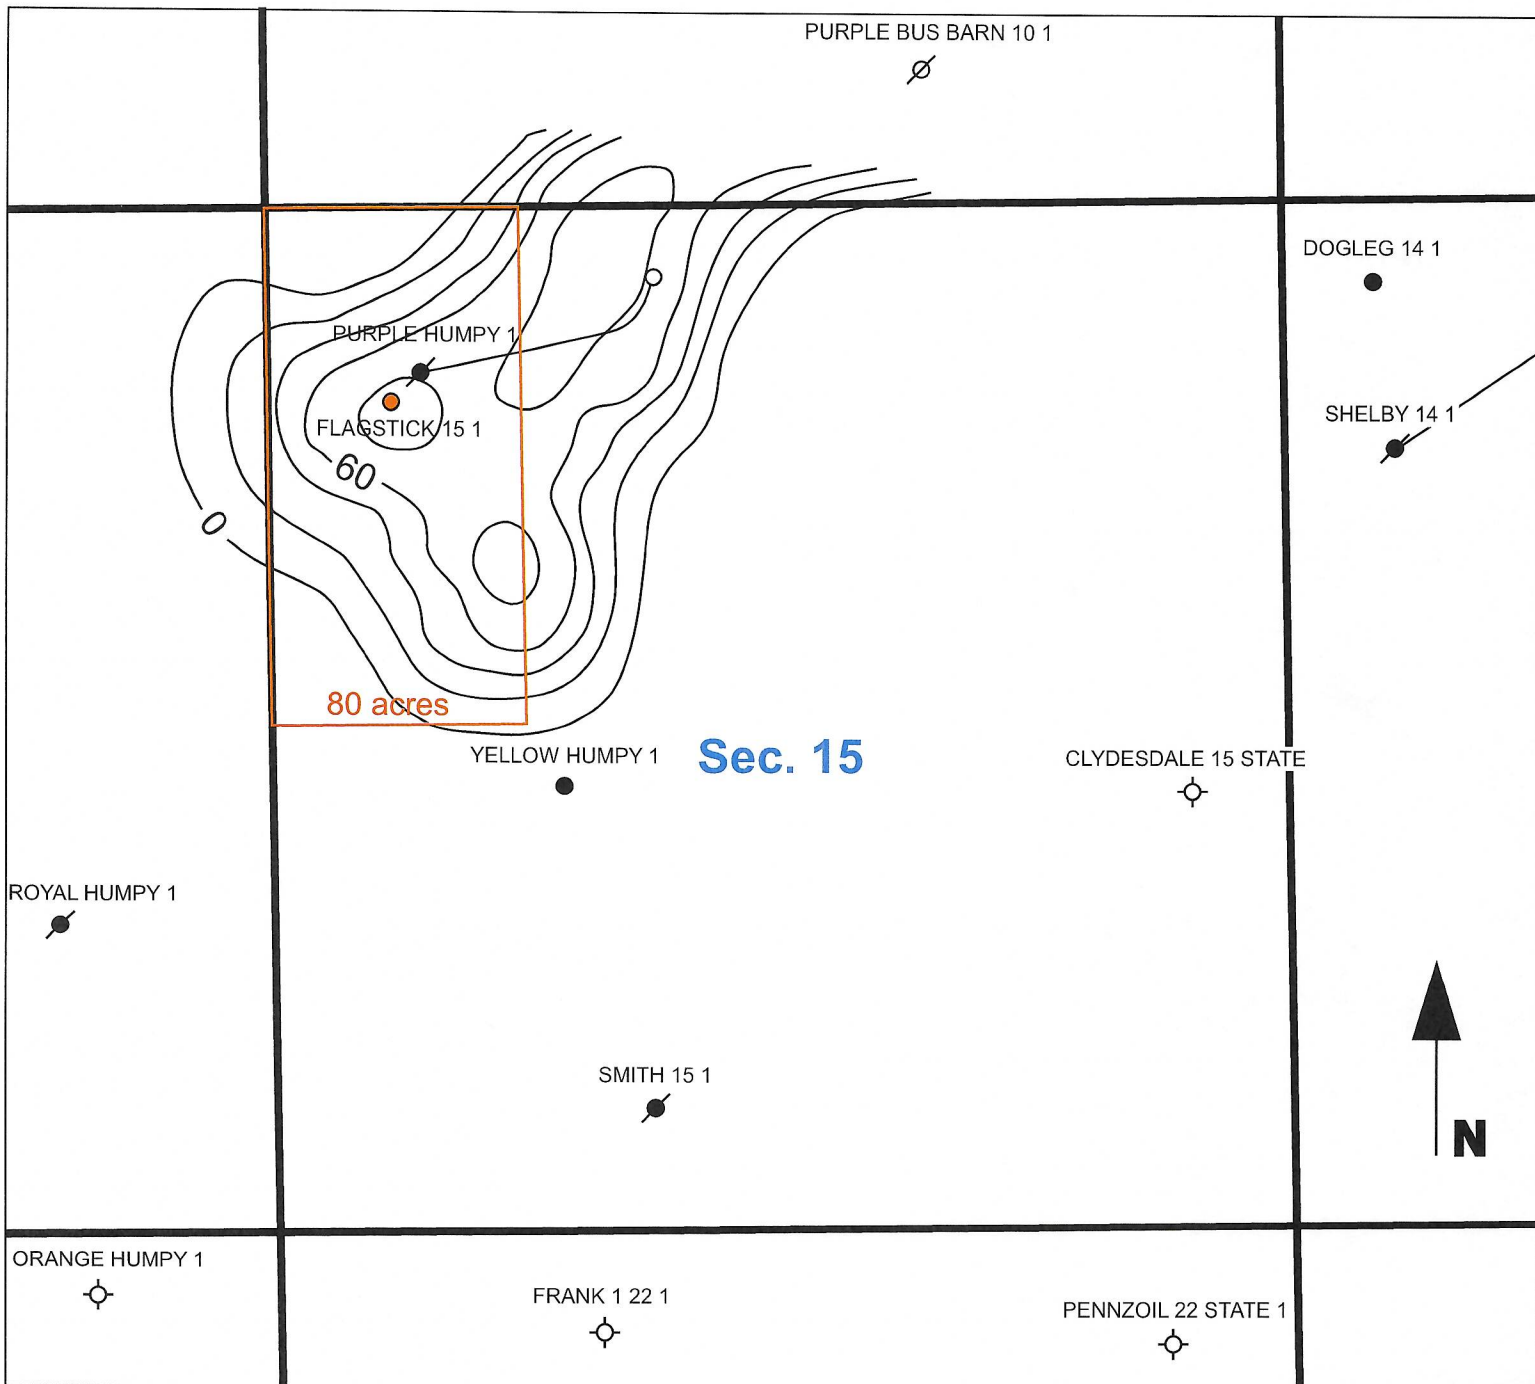 PURPLE BUS BARN 10 1
DOGLEG 14 1
PURPLE HUMPY 1
SHELBY 14 1
FLAGSTICK 15 1
60
0
80 acres
YELLOW HUMPY 1
Sec. 15
CLYDESDALE 15 STATE
ROYAL HUMPY 1
SMITH 15 1
N
ORANGE HUMPY 1
FRANK 1 22 1
PENNZOIL 22 STATE 1